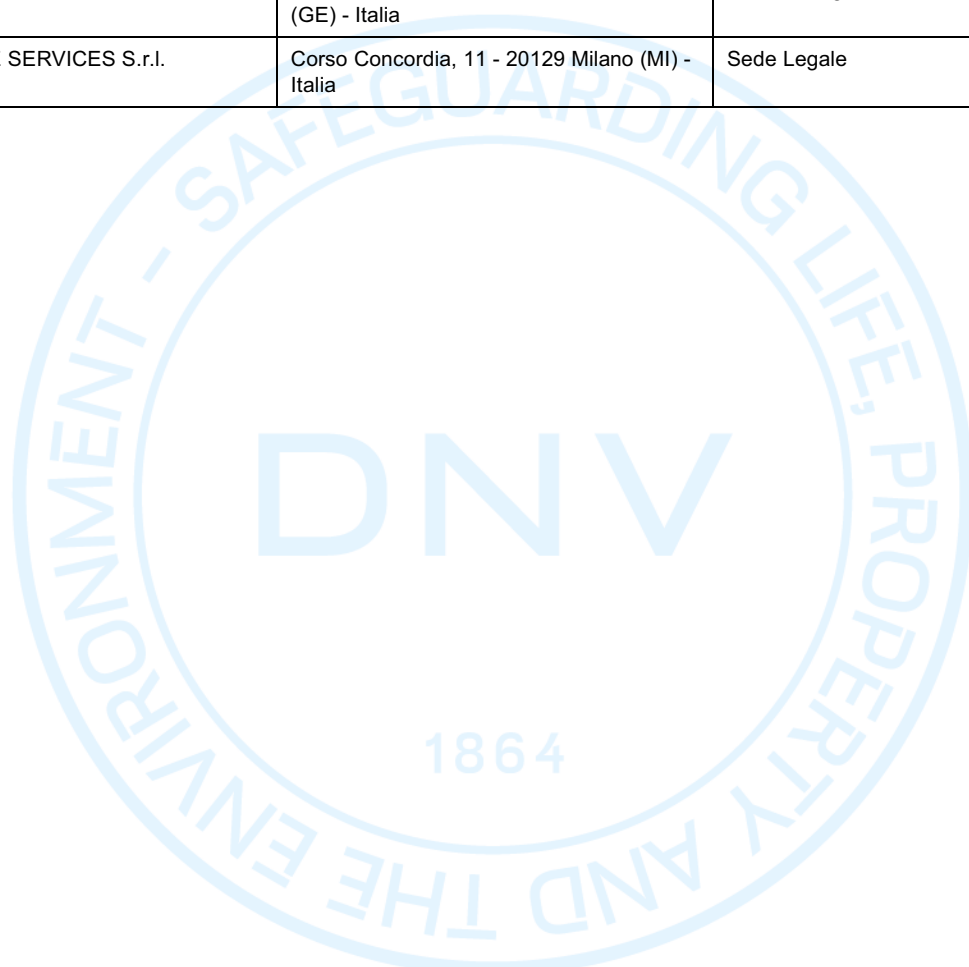 (GE) - Italia
SERVICES S.r.l.
Corso Concordia, 11 - 20129 Milano (MI) -
Italia
Sede Legale
SAFEGUARDING LIFE, PROPERTY AND THE ENVIRONMENT -
DNV
1864